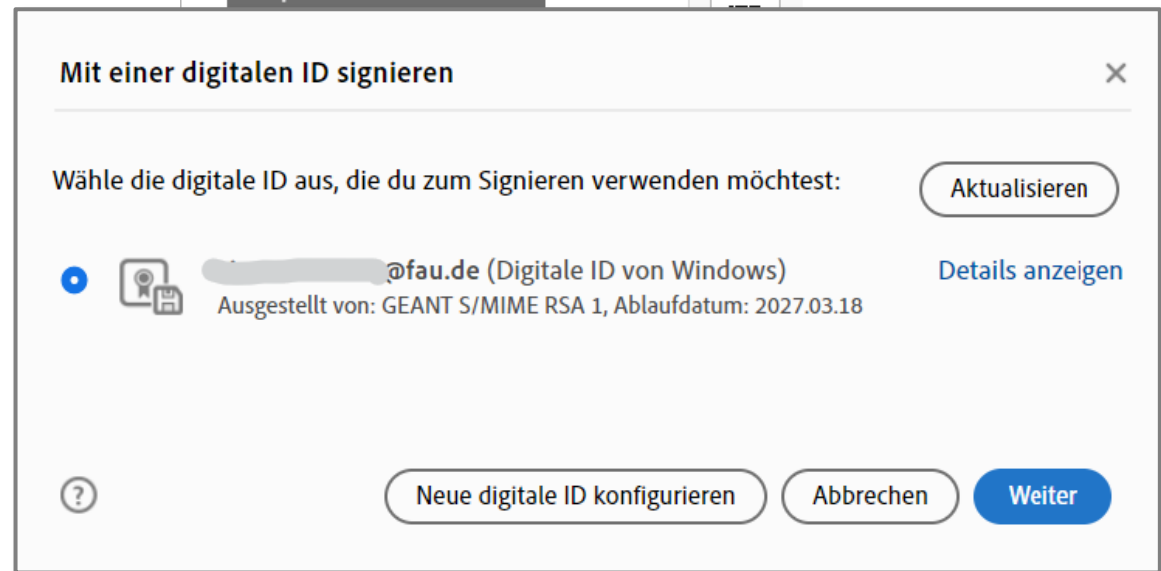 Mit einer digitalen ID signieren
Wähle die digitale ID aus, die du zum Signieren verwenden möchtest:
Aktualisieren
@fau.de (Digitale ID von Windows)
Details anzeigen
Ausgestellt von: GEANT S/MIME RSA 1, Ablaufdatum: 2027.03.18
?
Neue digitale ID konfigurieren
Abbrechen
Weiter